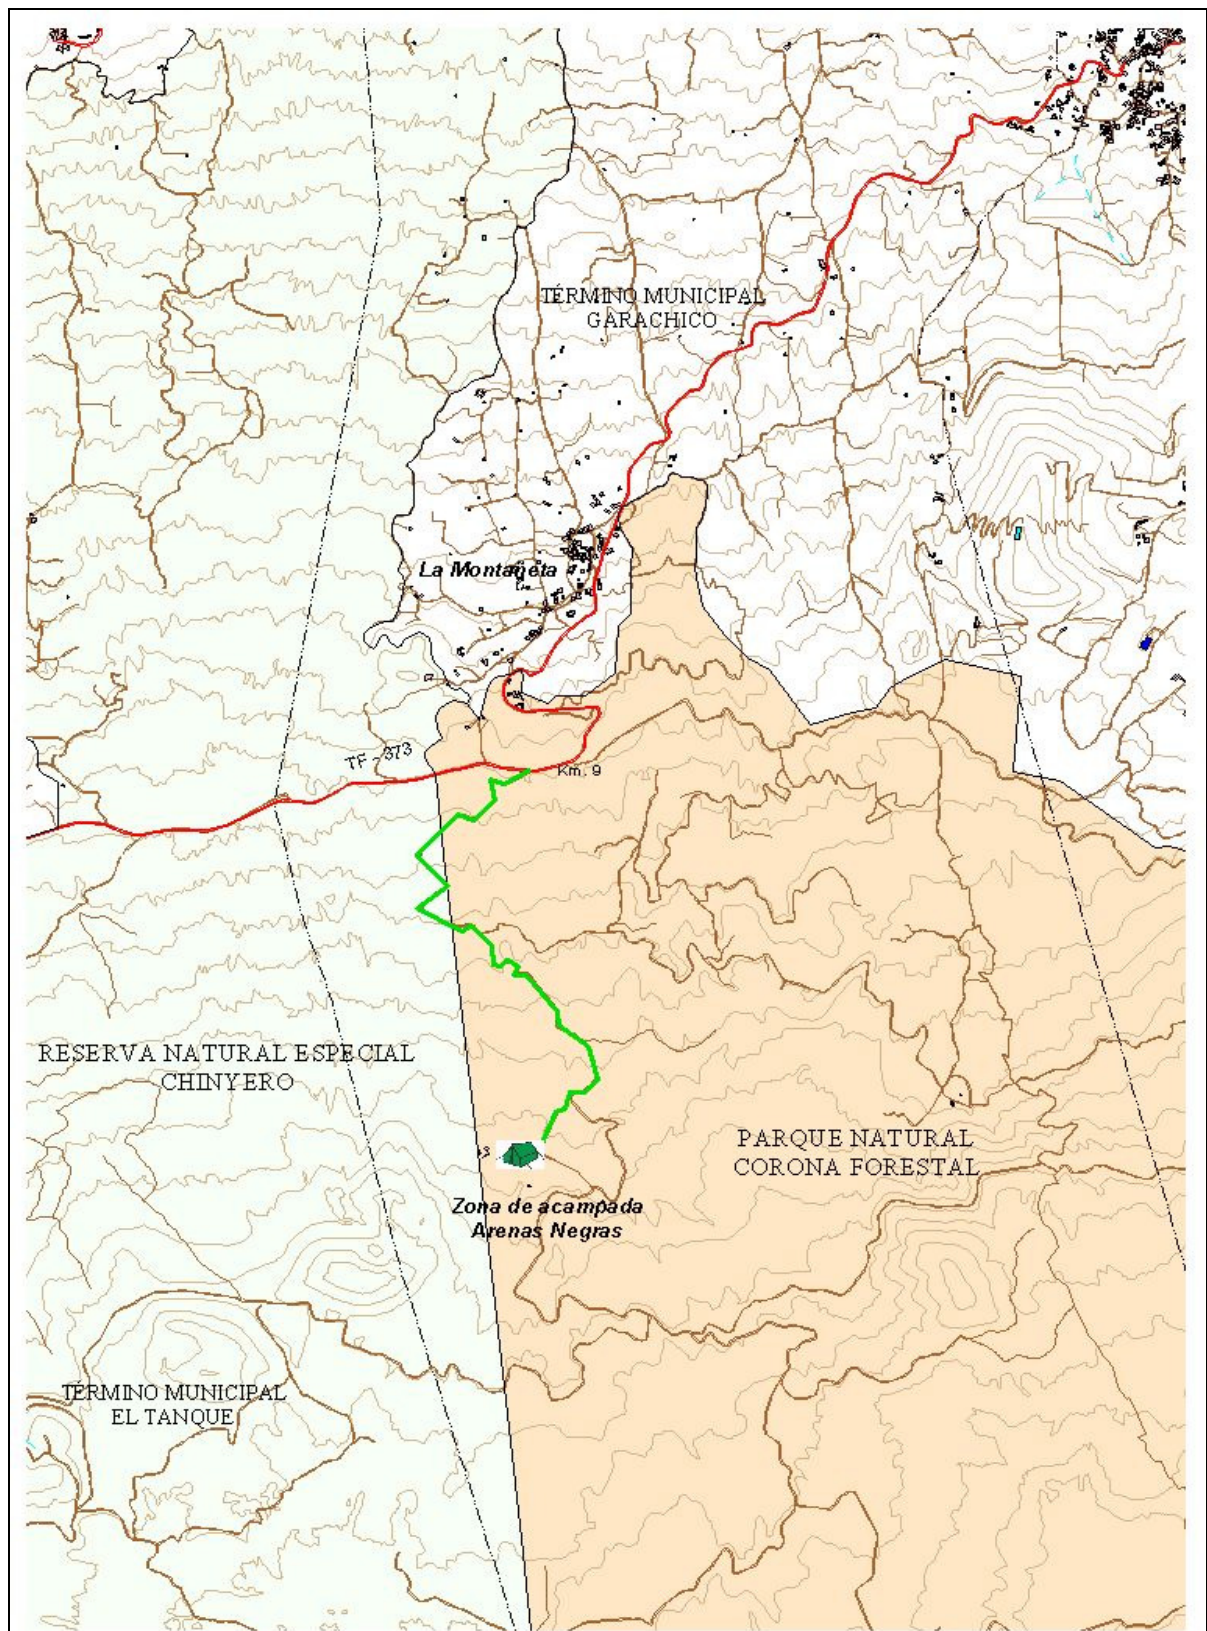 TÉRMINO MUNICIPAL
GARACHICO
La Montañeta
TF - 373
Km. 9
RESERVA NATURAL ESPECIAL
CHINYERO
PARQUE NATURAL
CORONA FORESTAL
Zona de acampada
Arenas Negras
TÉRMINO MUNICIPAL
EL TANQUE